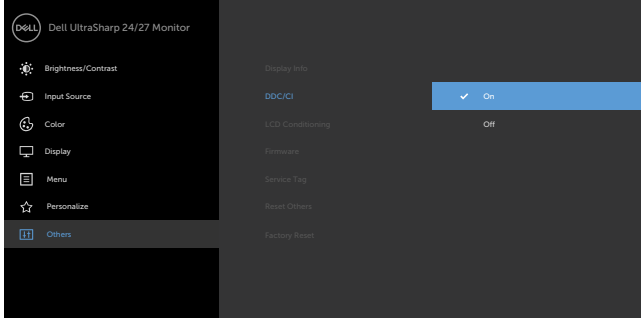 DELL
Dell UltraSharp 24/27 Monitor
Brightness/Contrast
Input Source
Color
Display
Menu
Personalize
Others
Display Info
DDC/CI
LCD Conditioning
Firmware
Service Tag
Reset Others
Factory Reset
On
Off